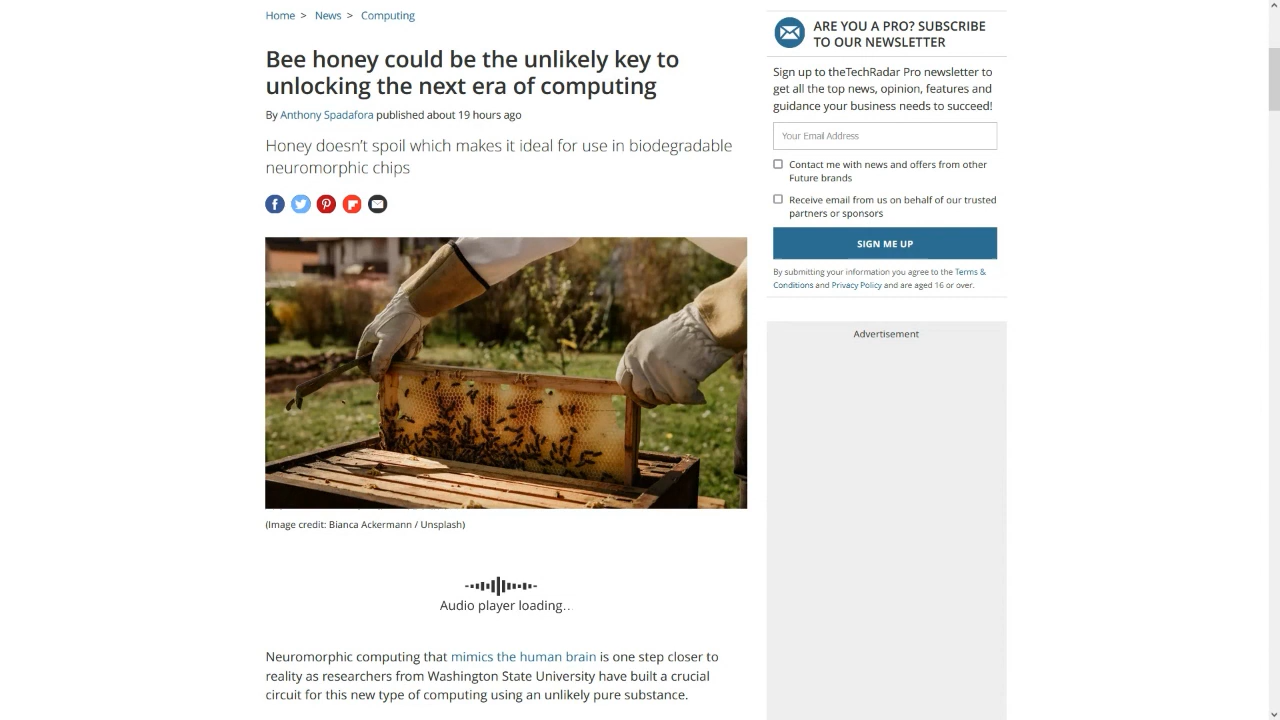 Home > News > Computing
Bee honey could be the unlikely key to
unlocking the next era of computing
By Anthony Spadafora published about 19 hours ago
Honey doesn't spoil which makes it ideal for use in biodegradable
neuromorphic chips
(Image credit: Bianca Ackermann / Unsplash)
Audio player loading..
Neuromorphic computing that mimics the human brain is one step closer to
reality as researchers from Washington State University have built a crucial
circuit for this new type of computing using an unlikely pure substance.
ARE YOU A PRO? SUBSCRIBE
TO OUR NEWSLETTER
Sign up to theTechRadar Pro newsletter to
get all the top news, opinion, features and
guidance your business needs to succeed!
Your Email Address
Contact me with news and offers from other
Future brands
Receive email from us on behalf of our trusted
partners or sponsors
SIGN ME UP
By submitting your information you agree to the Terms &
Conditions and Privacy Policy and are aged 16 or over.
Advertisement